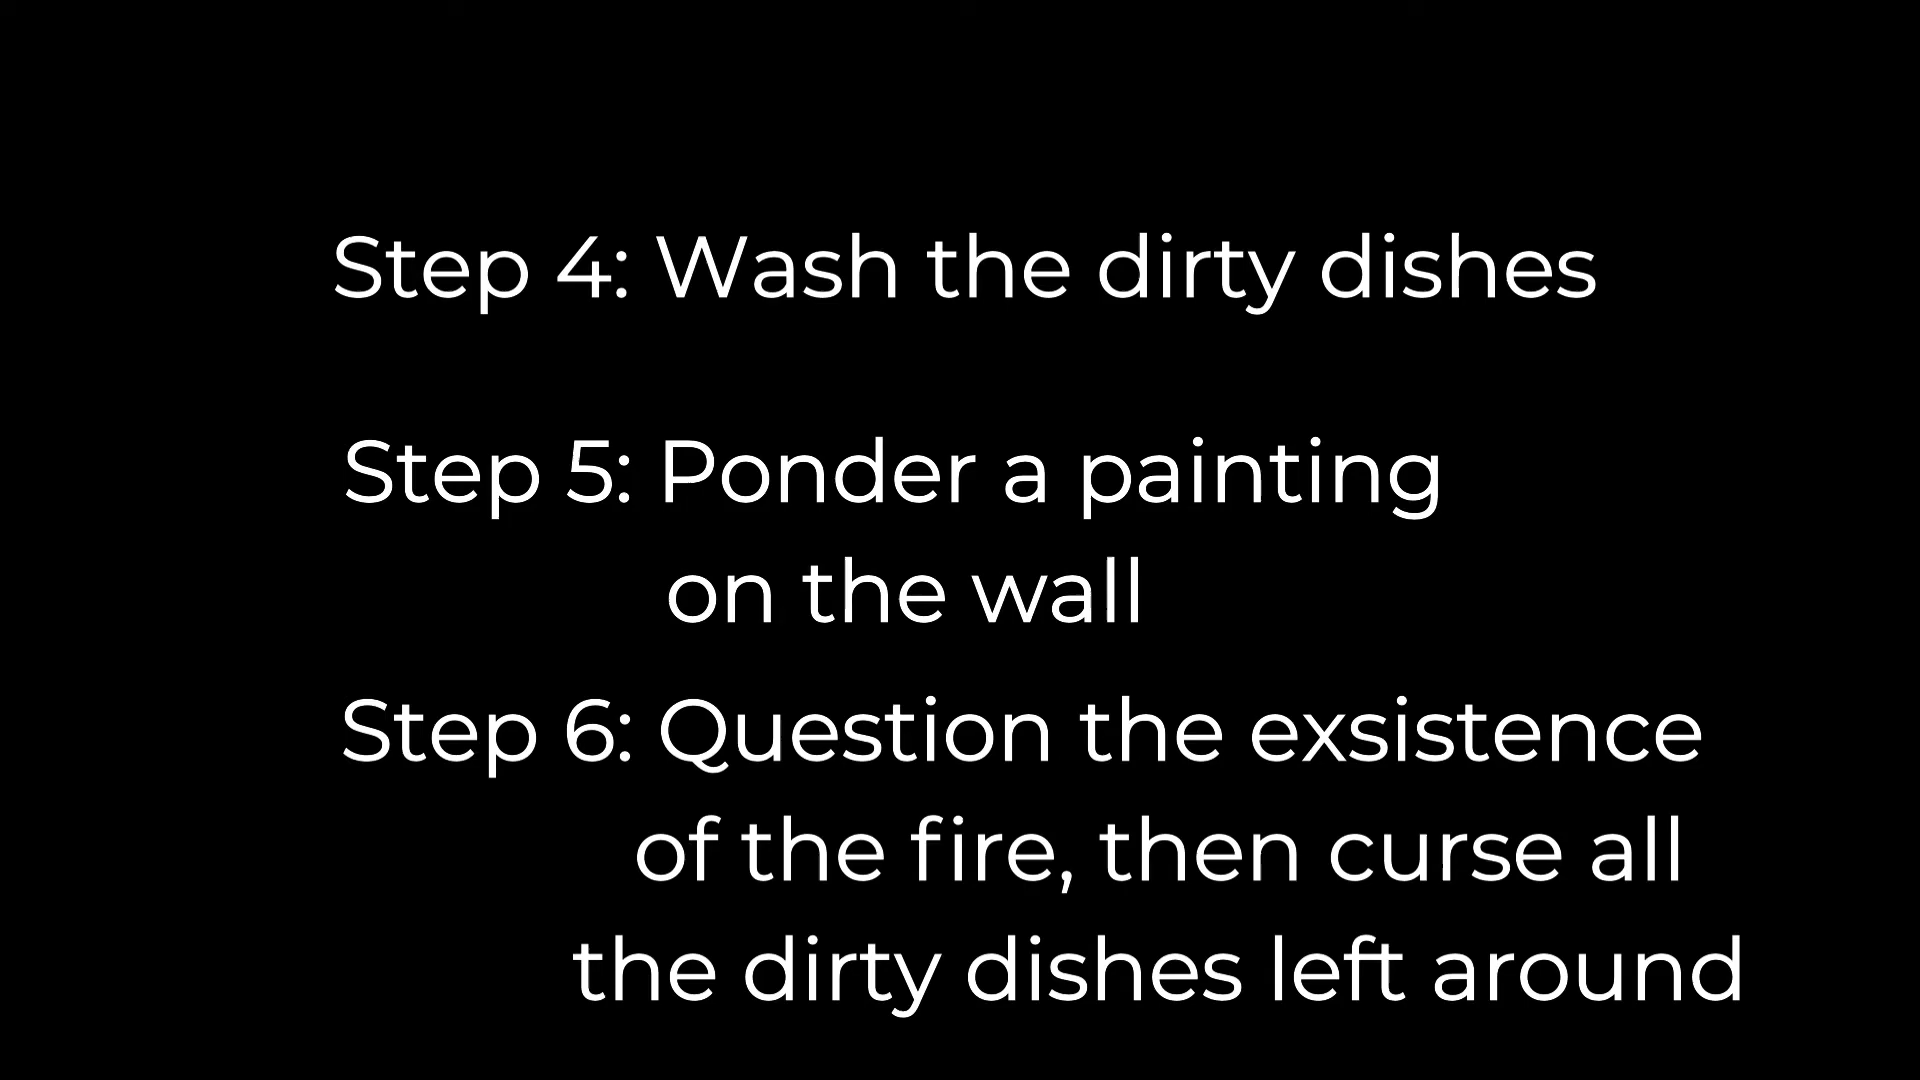 Step 4: Wash the dirty dishes
Step 5: Ponder a painting
on the wall
Step 6: Question the exsistence
of the fire, then curse all
the dirty dishes left around